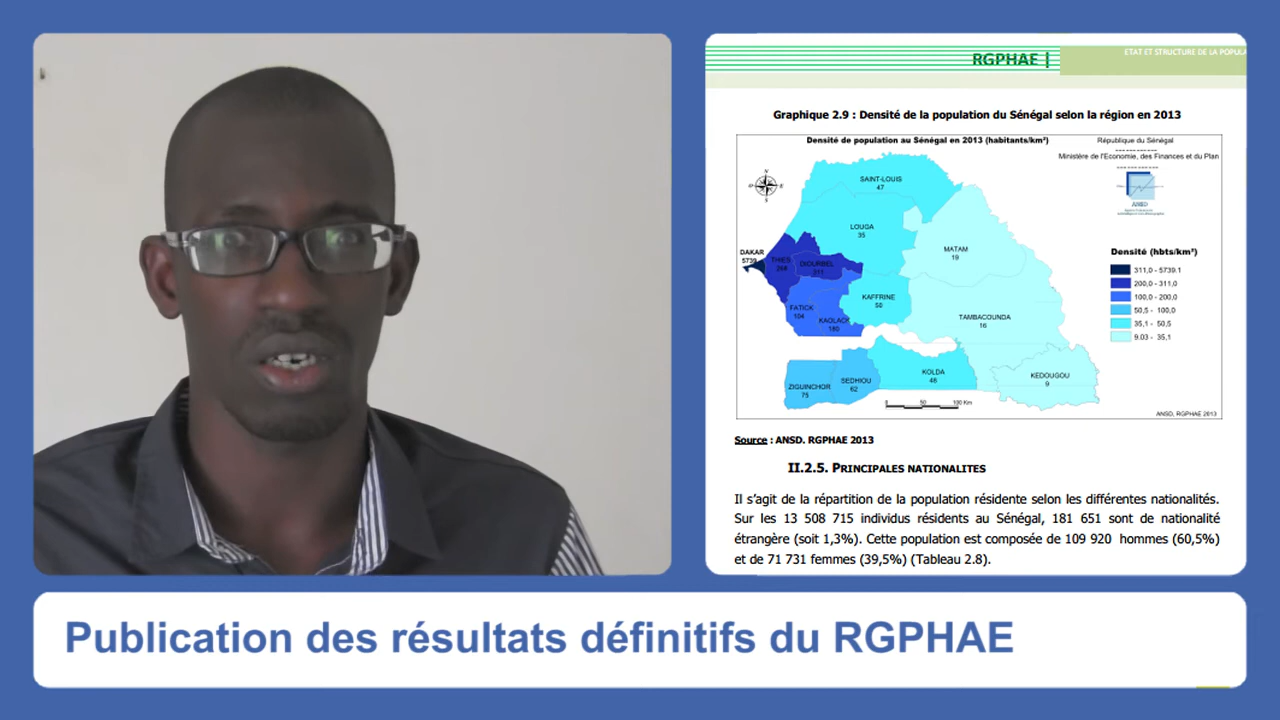 RGPHAE |
ETAT ET STRUCTURE DE LA POPULA
Graphique 2.9 : Densité de la population du Sénégal selon la région en 2013
Densité de population au Sénégal en 2013 (habitants/km²)
République du Sénégal
Ministère de l'Economie, des Finances et du Plan
ANSD
N
SAINT-LOUIS
47
LOUGA
35
MATAM
19
DAKAR
5739
THIES
DIOURBEL
311
FATICK
104
KAOLACK
180
KAFFRINE
50
TAMBACOUNDA
16
ZIGUINCHOR
75
SEDHIOU
62
KOLDA
46
KEDOUGOU
9
Densité (hbts/km²)
311,0 - 5739.1
200,0 - 311,0
100,0 - 200,0
50,5 - 100,0
35,1 - 50,5
9.03 - 35,1
0 50 100 Km
ANSD, RGPHAE 2013
Source : ANSD. RGPHAE 2013
II.2.5. PRINCIPALES NATIONALITES
Il s'agit de la répartition de la population résidente selon les différentes nationalités.
Sur les 13 508 715 individus résidents au Sénégal, 181 651 sont de nationalité
étrangère (soit 1,3%). Cette population est composée de 109 920 hommes (60,5%)
et de 71 731 femmes (39,5%) (Tableau 2.8).
Publication des résultats définitifs du RGPHAE